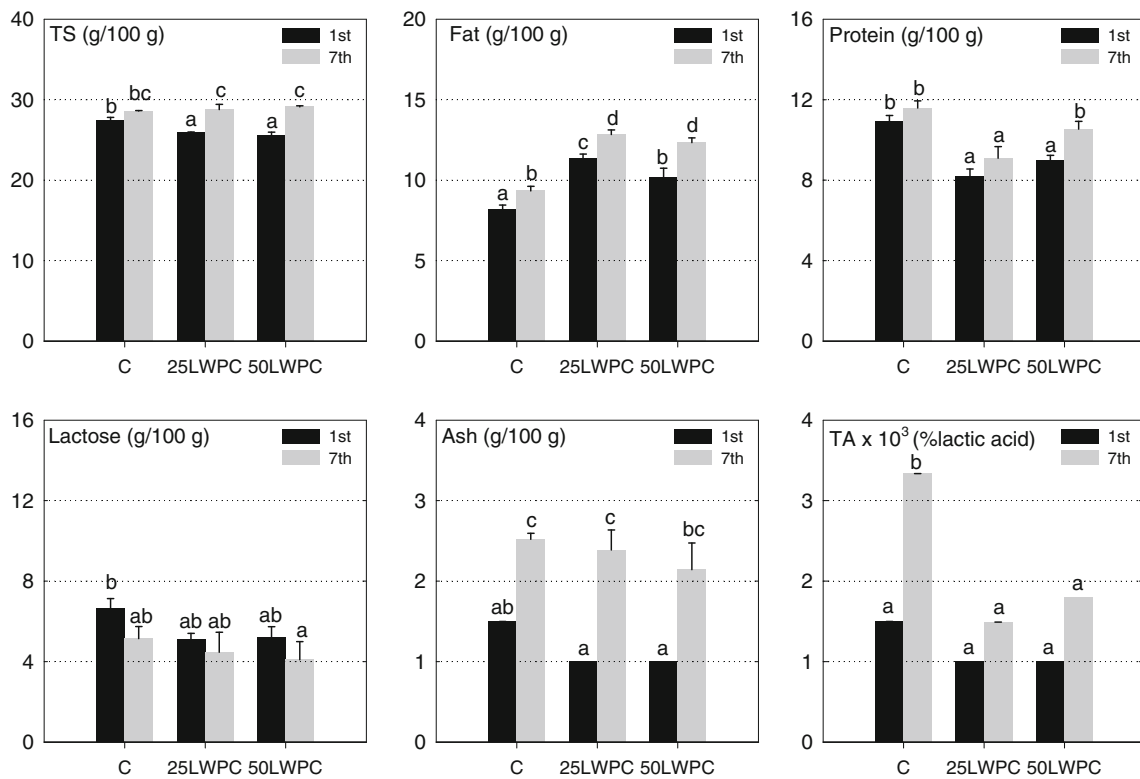 TS (g/100 g)
1st
7th
40
30
20
10
0
b
bc
a
c
a
c
C
25LWPC
50LWPC
Fat (g/100 g)
1st
7th
20
15
10
5
0
a
b
c
d
b
d
C
25LWPC
50LWPC
Protein (g/100 g)
1st
7th
16
12
8
4
0
b
b
a
a
a
b
C
25LWPC
50LWPC
Lactose (g/100 g)
1st
7th
16
12
8
4
0
b
ab
ab
ab
ab
a
C
25LWPC
50LWPC
Ash (g/100 g)
1st
7th
4
3
2
1
0
ab
c
a
c
a
bc
C
25LWPC
50LWPC
TA x 10³ (%lactic acid)
1st
7th
4
3
2
1
0
a
b
a
a
a
a
C
25LWPC
50LWPC